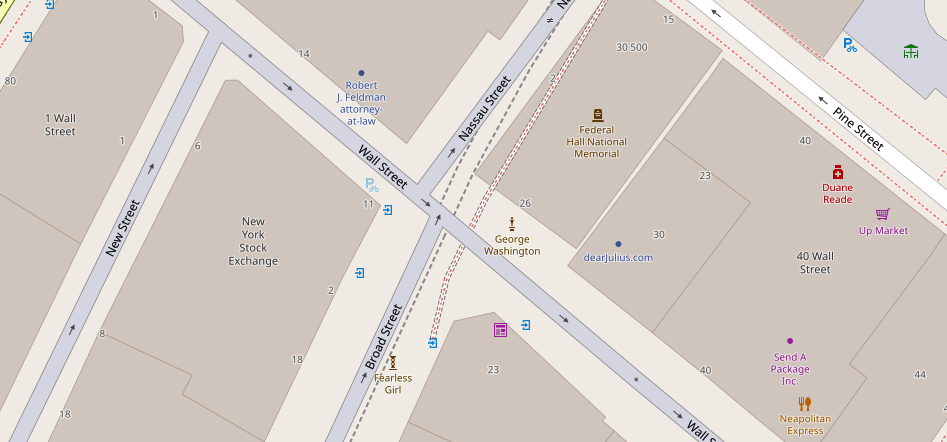 1
80
1 Wall
Street
1
6
14
Robert
J. Feldman
attorney-
at-law
Wall Street
11
New Street
New
York
Stock
Exchange
2
8
18
18
Nassau Street
15
30 500
Federal
Hall National
Memorial
26
George
Washington
Broad Street
Fearless
Girl
23
Pine Street
40
23
Duane
Reade
Up Market
30
dearJulius.com
40 Wall
Street
Send A
Package
Inc.
40
44
Neapolitan
Express
Wall S